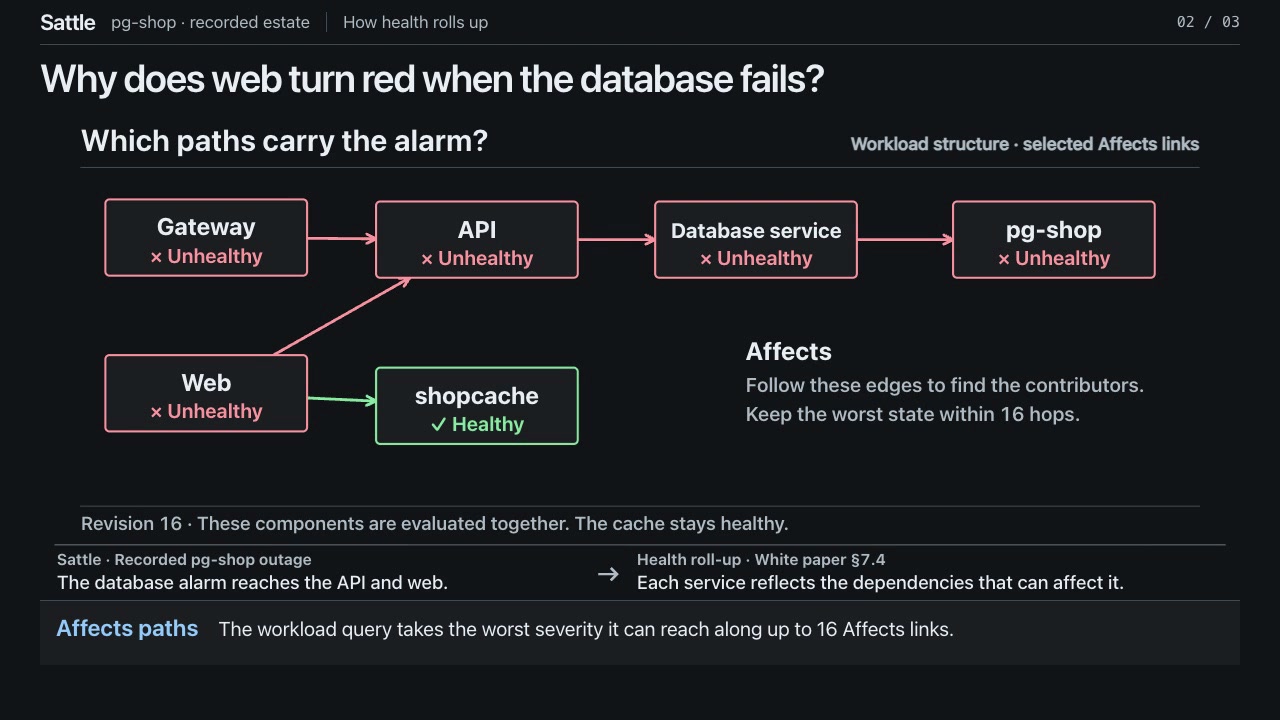 Sattle pg-shop · recorded estate How health rolls up 02 / 03
Why does web turn red when the database fails?
Which paths carry the alarm? Workload structure · selected Affects links
Gateway
× Unhealthy
API
× Unhealthy
Database service
× Unhealthy
pg-shop
× Unhealthy
Web
× Unhealthy
shopcache
✓ Healthy
Affects
Follow these edges to find the contributors.
Keep the worst state within 16 hops.
Revision 16 · These components are evaluated together. The cache stays healthy.
Sattle · Recorded pg-shop outage
The database alarm reaches the API and web.
→
Health roll-up · White paper §7.4
Each service reflects the dependencies that can affect it.
Affects paths The workload query takes the worst severity it can reach along up to 16 Affects links.